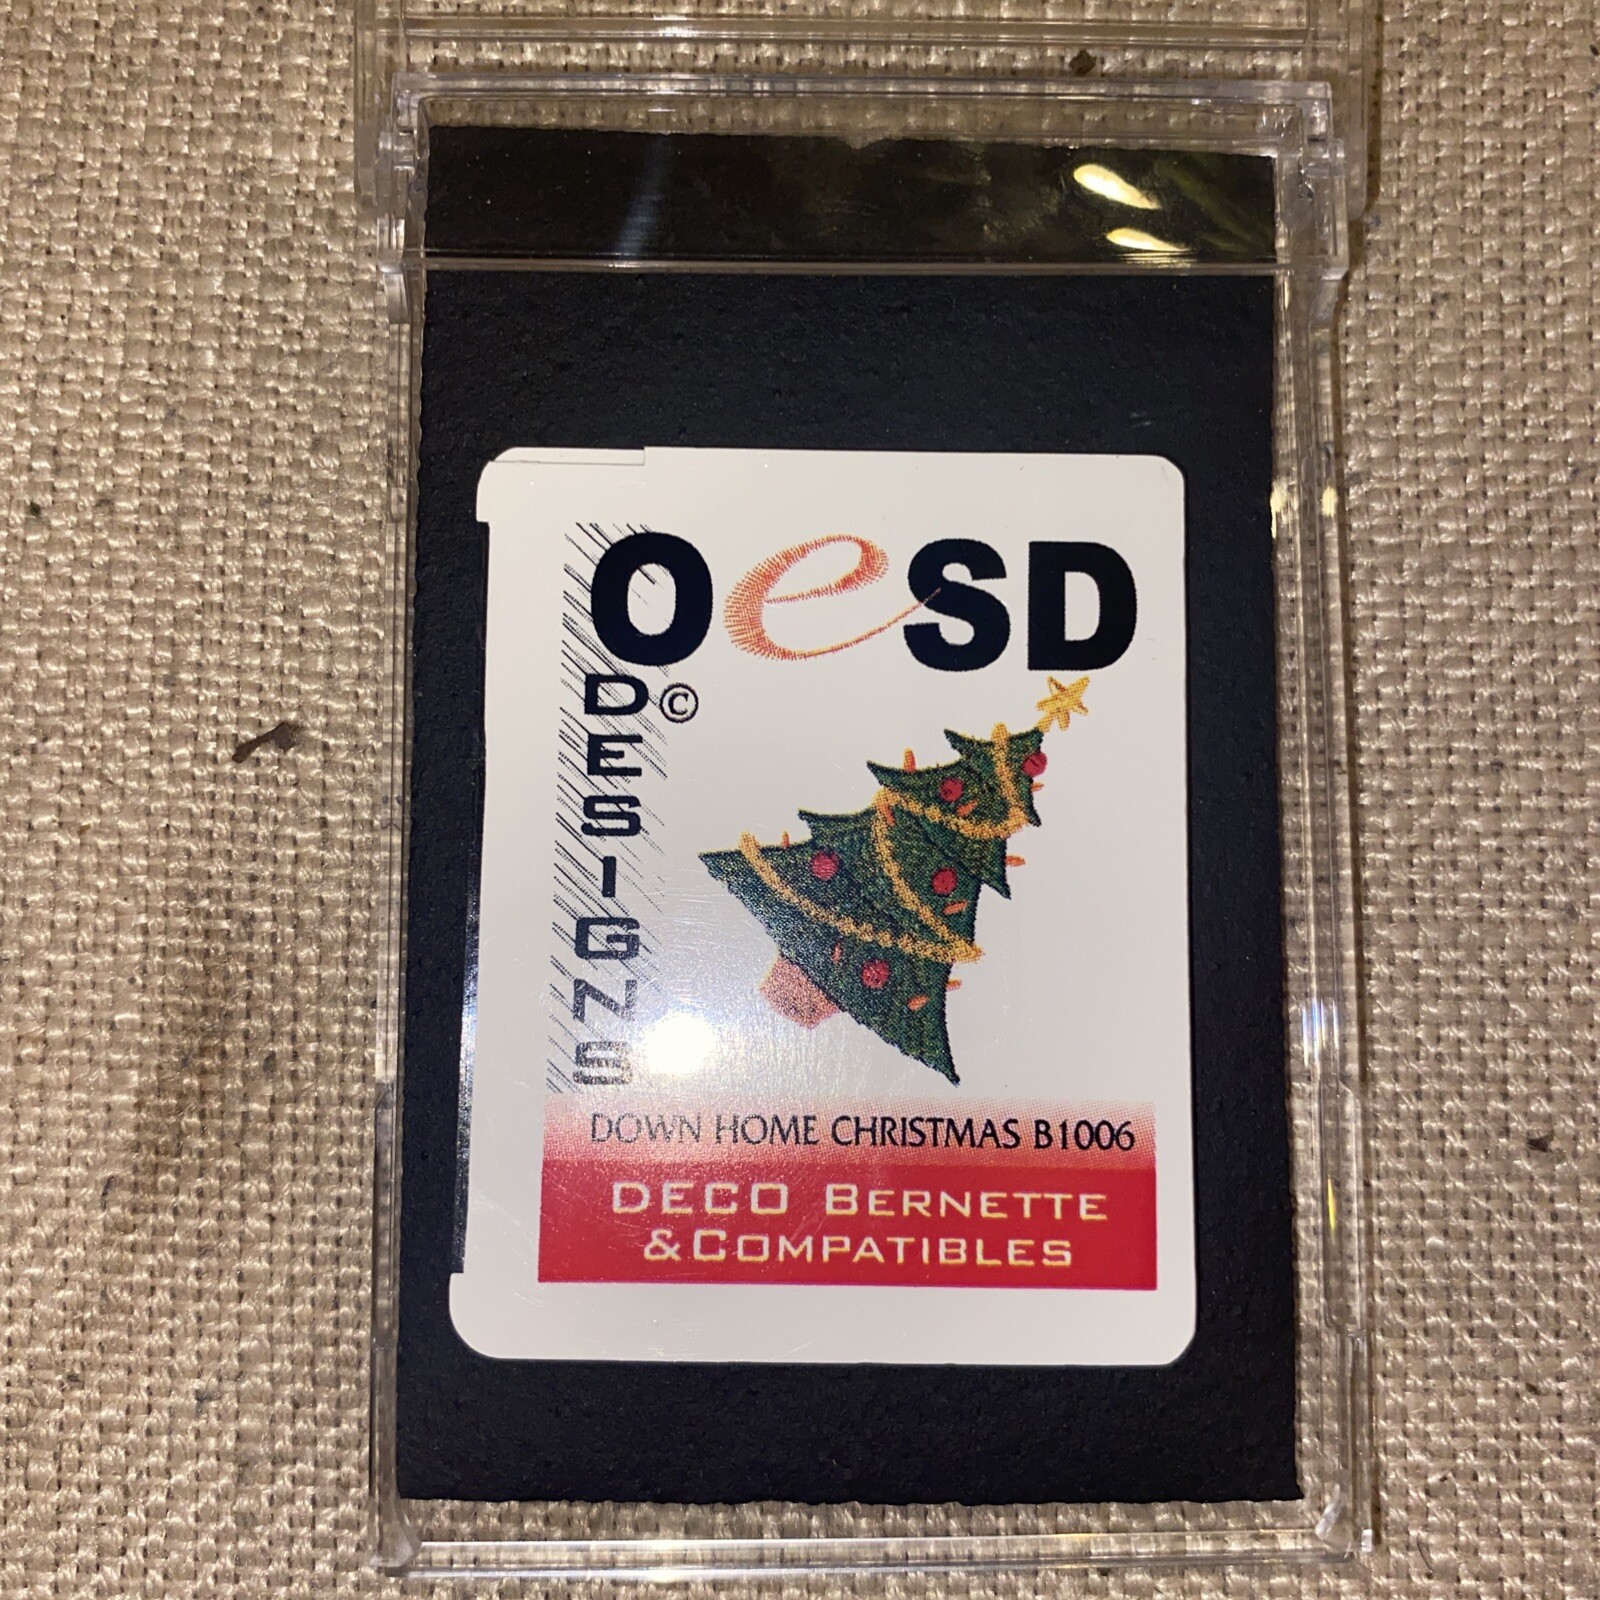 OeSD
DESIGNS
©
DOWN HOME CHRISTMAS B1006
DECO BERNETTE
&COMPATIBLES